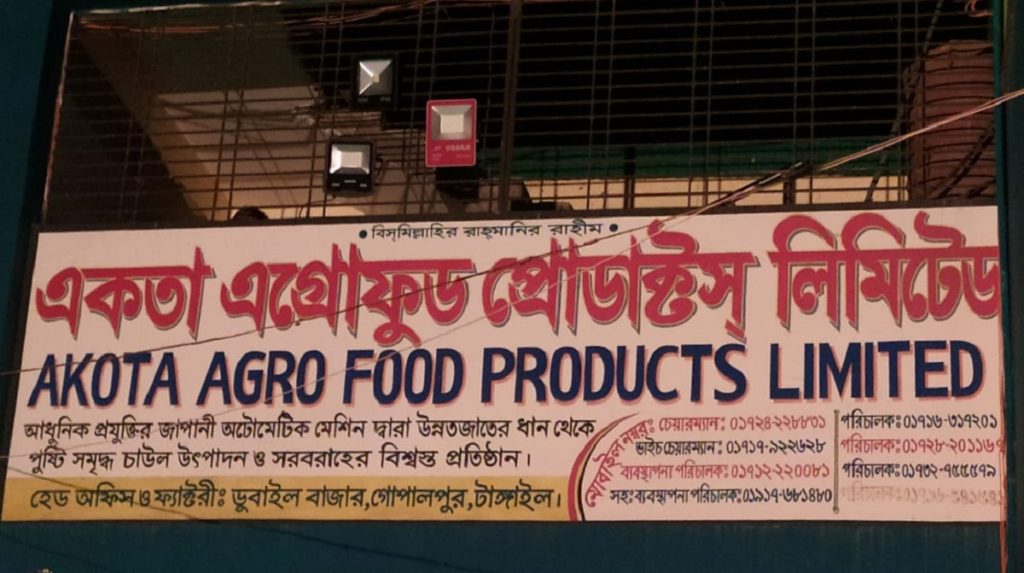 • বিস্‌মিল্লাহির রাহ্‌মানির রাহীম •
একতা এগ্রোফুড প্রোডাক্টস্ লিমিটেড
AKOTA AGRO FOOD PRODUCTS LIMITED
আধুনিক প্রযুক্তির জাপানী অটোমেটিক মেশিন দ্বারা উন্নতজাতের ধান থেকে
পুষ্টি সমৃদ্ধ চাউল উৎপাদন ও সরবরাহের বিশ্বস্ত প্রতিষ্ঠান।
হেড অফিস ও ফ্যাক্টরী: ডুবাইল বাজার, গোপালপুর, টাঙ্গাইল।
মোবাইল নম্বর:
চেয়ারম্যান: ০১৭২৪-২২৮৮৩১
ভাইচ চেয়ারম্যান: ০১৭১৭-৯২২৬২৮
ব্যবস্থাপনা পরিচালক: ০১৭১২-২২০০৮১
সহ: ব্যবস্থাপনা পরিচালক: ০১৯১৭-৬৮১৪৮০
পরিচালক: ০১৭১৬-৩১৭২০১
পরিচালক: ০১৭২৮-২০১১৬৭
পরিচালক: ০১৭৩২-৭৫৫৫৭৯
পরিচালক: